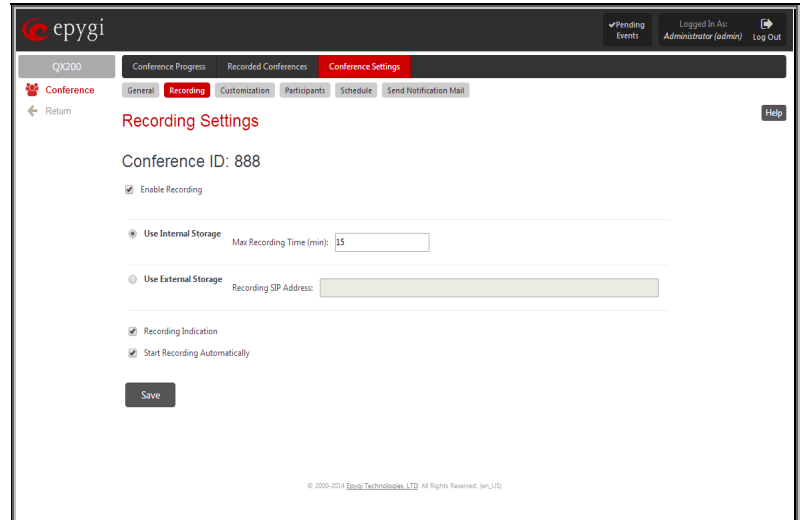 epygi
✔Pending Events
Logged In As:
Administrator (admin)
Log Out
QX200
Conference Progress
Recorded Conferences
Conference Settings
Conference
General
Recording
Customization
Participants
Schedule
Send Notification Mail
Return
Help
Recording Settings
Conference ID: 888
Enable Recording
Use Internal Storage
Max Recording Time (min): 15
Use External Storage
Recording SIP Address:
Recording Indication
Start Recording Automatically
Save
© 2000-2014 Epygi Technologies, LTD. All Rights Reserved. (en_US)